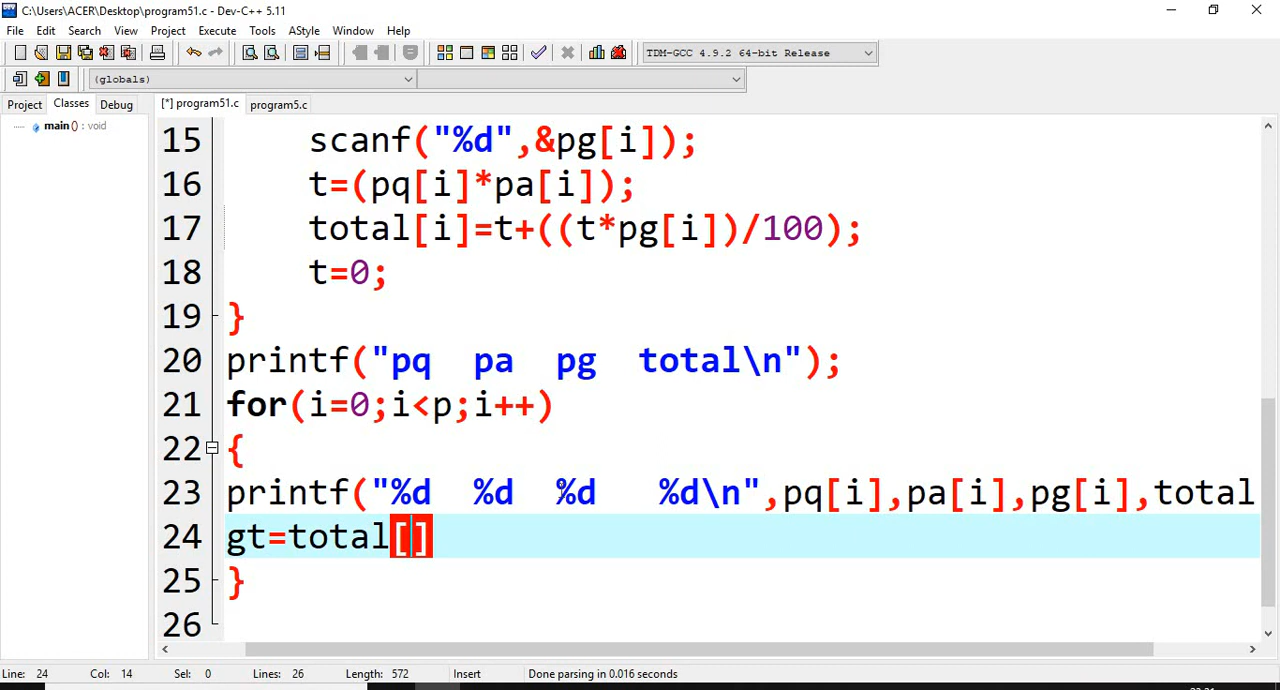 C:\Users\ACER\Desktop\program51.c - Dev-C++ 5.11
File Edit Search View Project Execute Tools AStyle Window Help
TDM-GCC 4.9.2 64-bit Release
(globals)
Project Classes Debug [*] program51.c program5.c
main () : void
15 scanf("%d",&pg[i]);
16 t=(pq[i]*pa[i]);
17 total[i]=t+((t*pg[i])/100);
18 t=0;
19 }
20 printf("pq  pa  pg  total\n");
21 for(i=0;i<p;i++)
22 {
23 printf("%d  %d  %d   %d\n",pq[i],pa[i],pg[i],total
24 gt=total[]
25 }
26
Line: 24 Col: 14 Sel: 0 Lines: 26 Length: 572 Insert Done parsing in 0.016 seconds